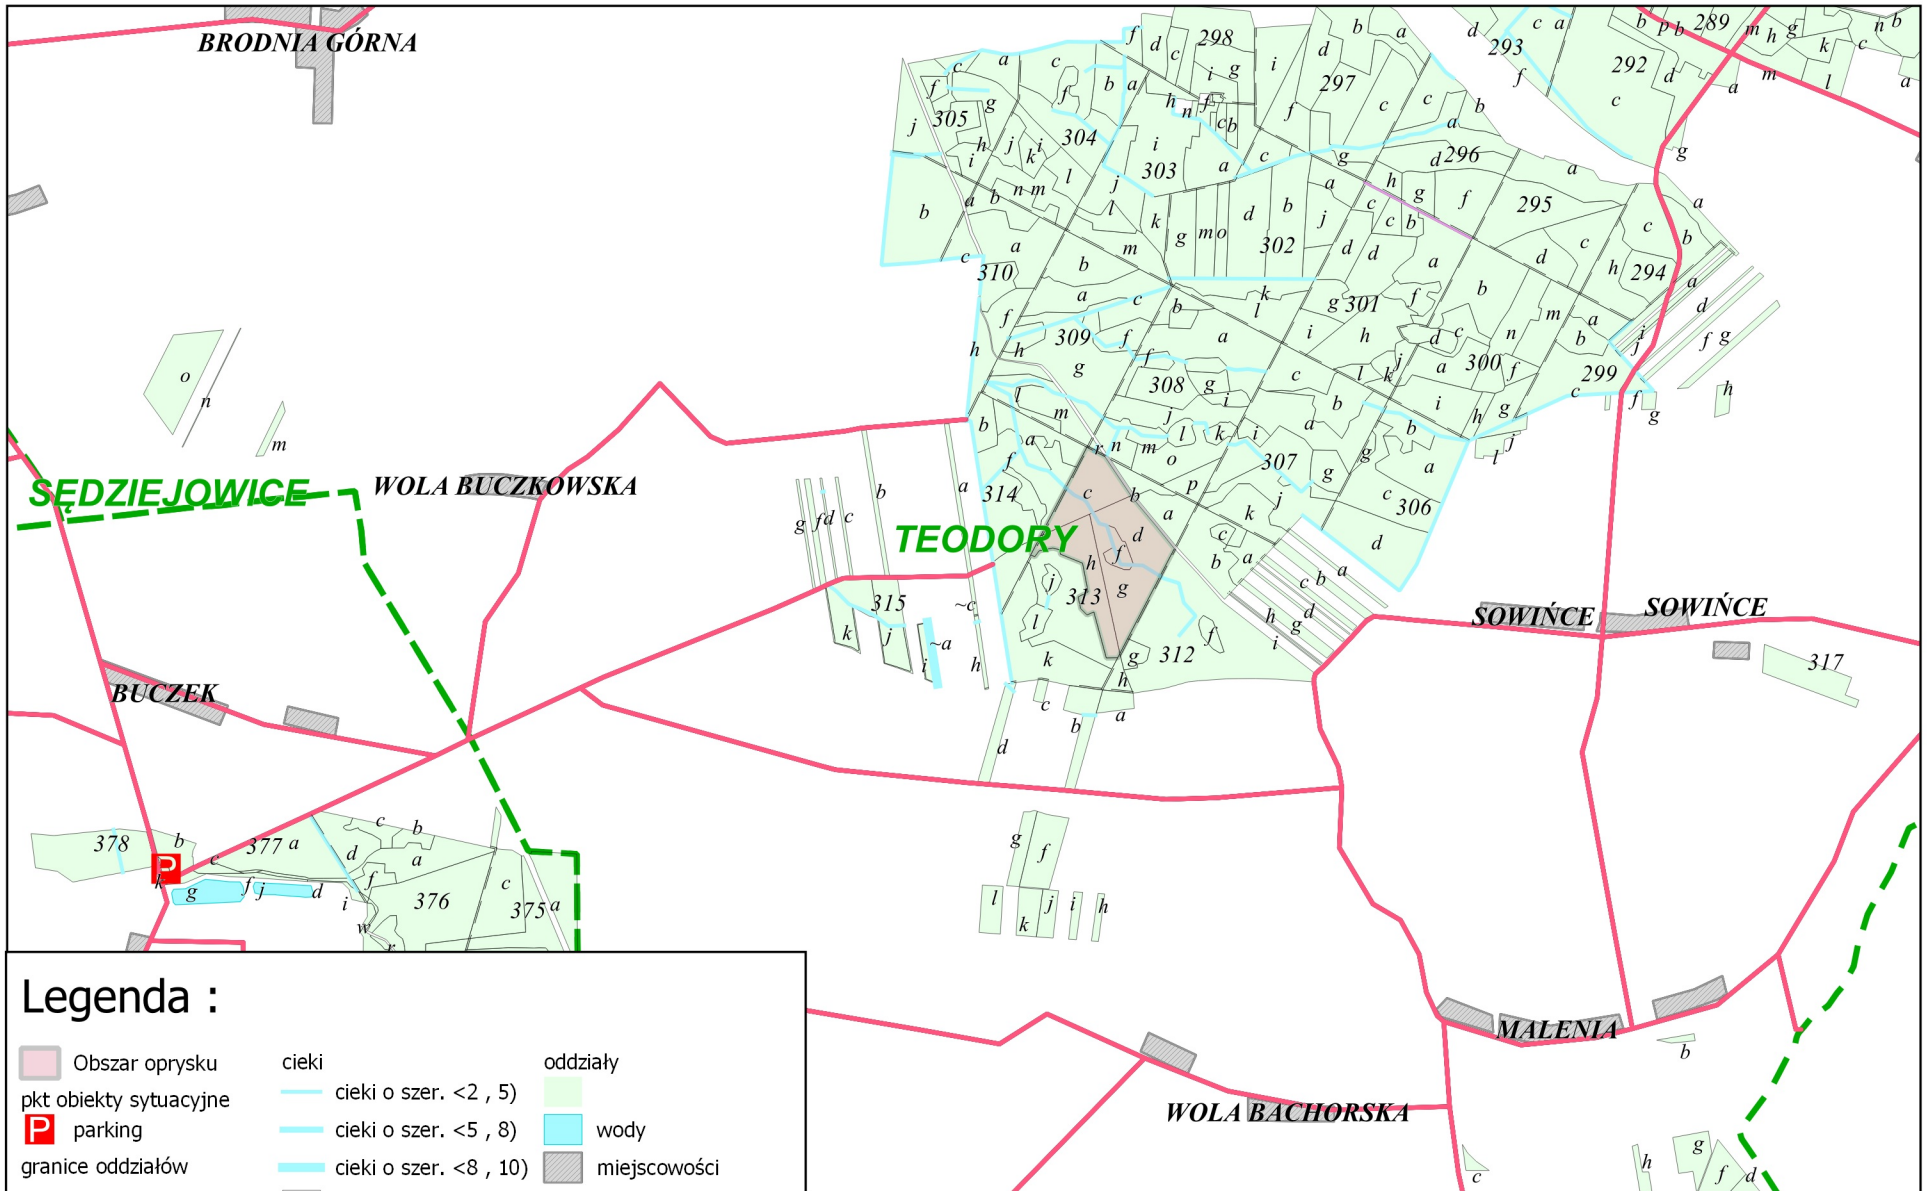 BRODNIA GÓRNA
f d c 298 i g
i d 297 b a
d 293 c a f
b p b 289 m h g k c n b
292 d c a m l a
g
c a c f b a
f g 305 j h i
304 j k i l n m
h n f c b
i 303 a c
f c c b a
g d 296 a
b a b c
310 a b m
j l k g m o d b 302
a j c h g c b f 295
d d a d c h 294
c b a a
a c f 309 h h g
b l k a i
g 301 f h
b n m d c
a b i j 299
d f g
o n m
f f 308 g i j
c l k j a 300 f
b i h g c f g h
SĘDZIEJOWICE
WOLA BUCZKOWSKA
TEODORY
l m b a f 314
r n m l k i o 307
a b g g a c 306 d
j l
g f d c b a
c b a p k j
d f h g 313 j l k
c b a
c b a h g d i
315 k j i ~a ~c h
f 312 g h
c b a d
SOWIŃCE
SOWIŃCE
317
BUCZEK
378 b 377 a c b
c d a
k g f j d i f 376 c 375 a
w r
g f
l k j i h
MALENIA
b
WOLA BACHORSKA
c h g f d
Legenda :
Obszar oprysku
pkt obiekty sytuacyjne
P parking
granice oddziałów
cieki
cieki o szer. <2 , 5)
cieki o szer. <5 , 8)
cieki o szer. <8 , 10)
oddziały
wody
miejscowości